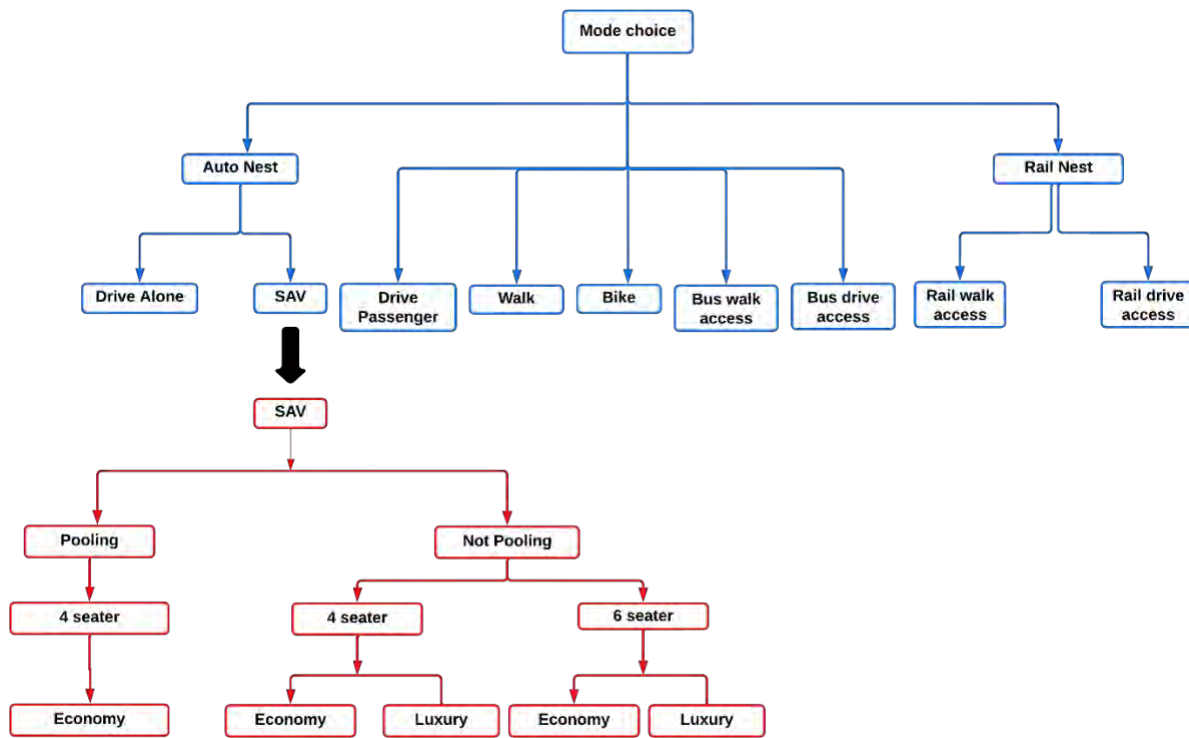 Mode choice
Auto Nest
Rail Nest
Drive Alone
SAV
Drive
Passenger
Walk
Bike
Bus walk
access
Bus drive
access
Rail walk
access
Rail drive
access
SAV
Pooling
Not Pooling
4 seater
4 seater
6 seater
Economy
Economy
Luxury
Economy
Luxury